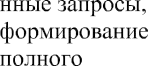 нные запросы,
формирование
полного